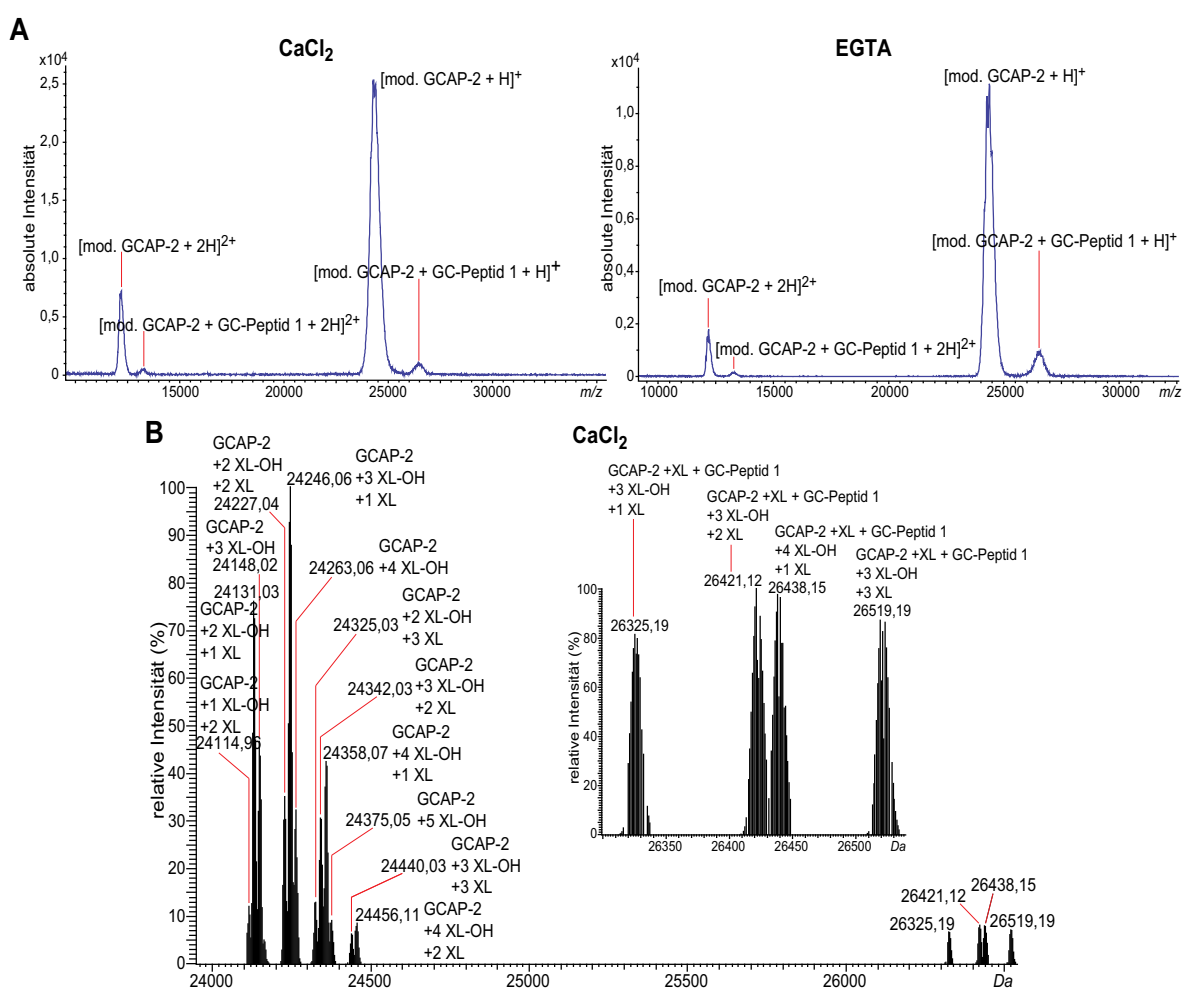 A
CaCl2
x10⁴
2,5
2,0
1,5
1,0
0,5
0
absolute Intensität
[mod. GCAP-2 + H]+
[mod. GCAP-2 + 2H]2+
[mod. GCAP-2 + GC-Peptid 1 + H]+
[mod. GCAP-2 + GC-Peptid 1 + 2H]2+
15000
20000
25000
30000
m/z
EGTA
x10⁴
1,0
0,8
0,6
0,4
0,2
0
absolute Intensität
[mod. GCAP-2 + H]+
[mod. GCAP-2 + GC-Peptid 1 + H]+
[mod. GCAP-2 + 2H]2+
[mod. GCAP-2 + GC-Peptid 1 + 2H]2+
10000
15000
20000
25000
30000
m/z
B
CaCl2
relative Intensität (%)
100
90
80
70
60
50
40
30
20
10
0
GCAP-2
+2 XL-OH
+2 XL
24227,04
GCAP-2
+3 XL-OH
24148,02
24131,03
GCAP-2
+2 XL-OH
+1 XL
GCAP-2
+1 XL-OH
+2 XL
24114,96
24246,06
GCAP-2
+3 XL-OH
+1 XL
GCAP-2
24263,06 +4 XL-OH
GCAP-2
+2 XL-OH
24325,03
+3 XL
GCAP-2
24342,03 +3 XL-OH
+2 XL
GCAP-2
24358,07 +4 XL-OH
+1 XL
GCAP-2
24375,05 +5 XL-OH
GCAP-2
24440,03 +3 XL-OH
+3 XL
24456,11 GCAP-2
+4 XL-OH
+2 XL
24000
24500
25000
25500
26000
Da
26325,19
26421,12
26438,15
26519,19
GCAP-2 +XL + GC-Peptid 1
+3 XL-OH
+1 XL
26325,19
GCAP-2 +XL + GC-Peptid 1
+3 XL-OH
+2 XL
26421,12
GCAP-2 +XL + GC-Peptid 1
+4 XL-OH
+1 XL
26438,15
GCAP-2 +XL + GC-Peptid 1
+3 XL-OH
+3 XL
26519,19
relative Intensität (%)
100
80
60
40
20
0
26350
26400
26450
26500
Da